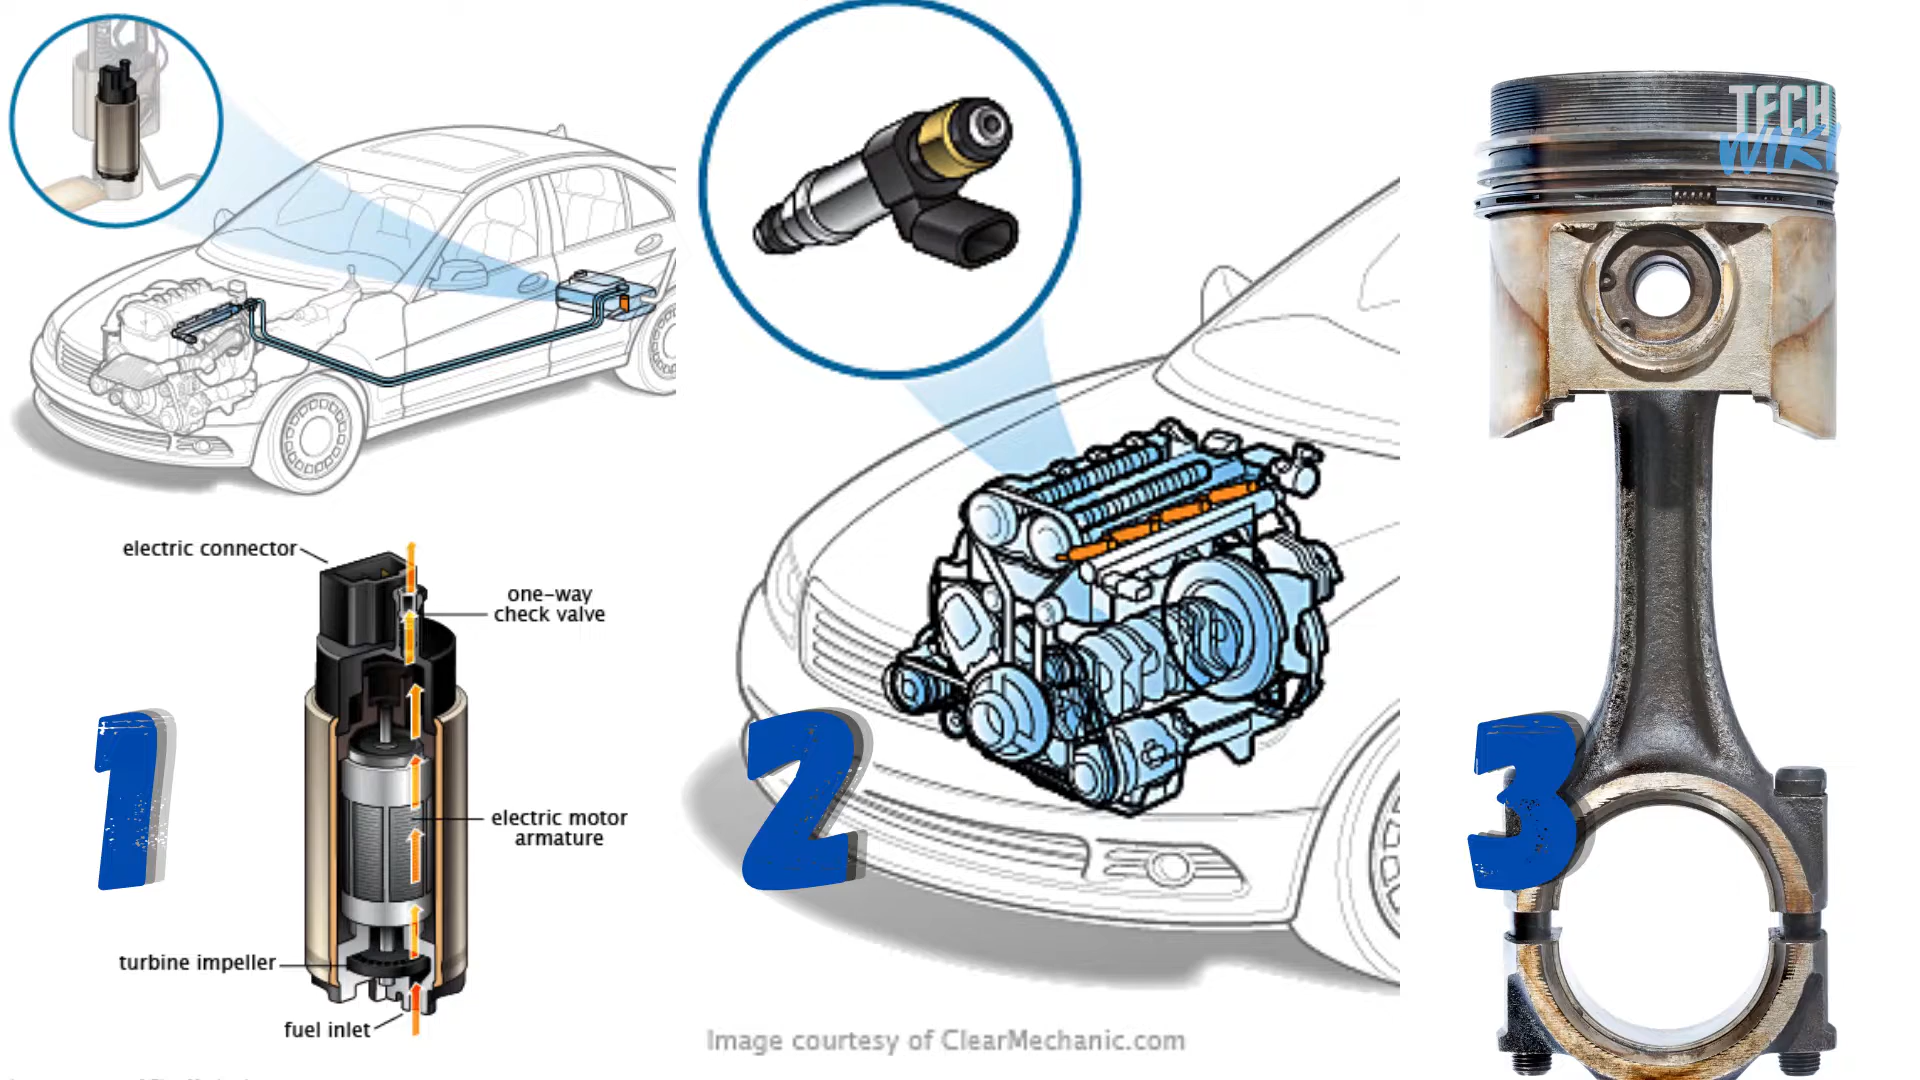 TECH
WIKI
electric connector
one-way
check valve
electric motor
armature
turbine impeller
fuel inlet
1
2
3
Image courtesy of ClearMechanic.com